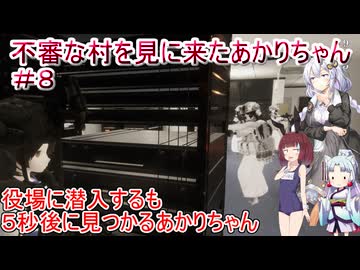 不審な村を見に来たあかりちゃん
＃８
役場に潜入するも
５秒後に見つかるあかりちゃん